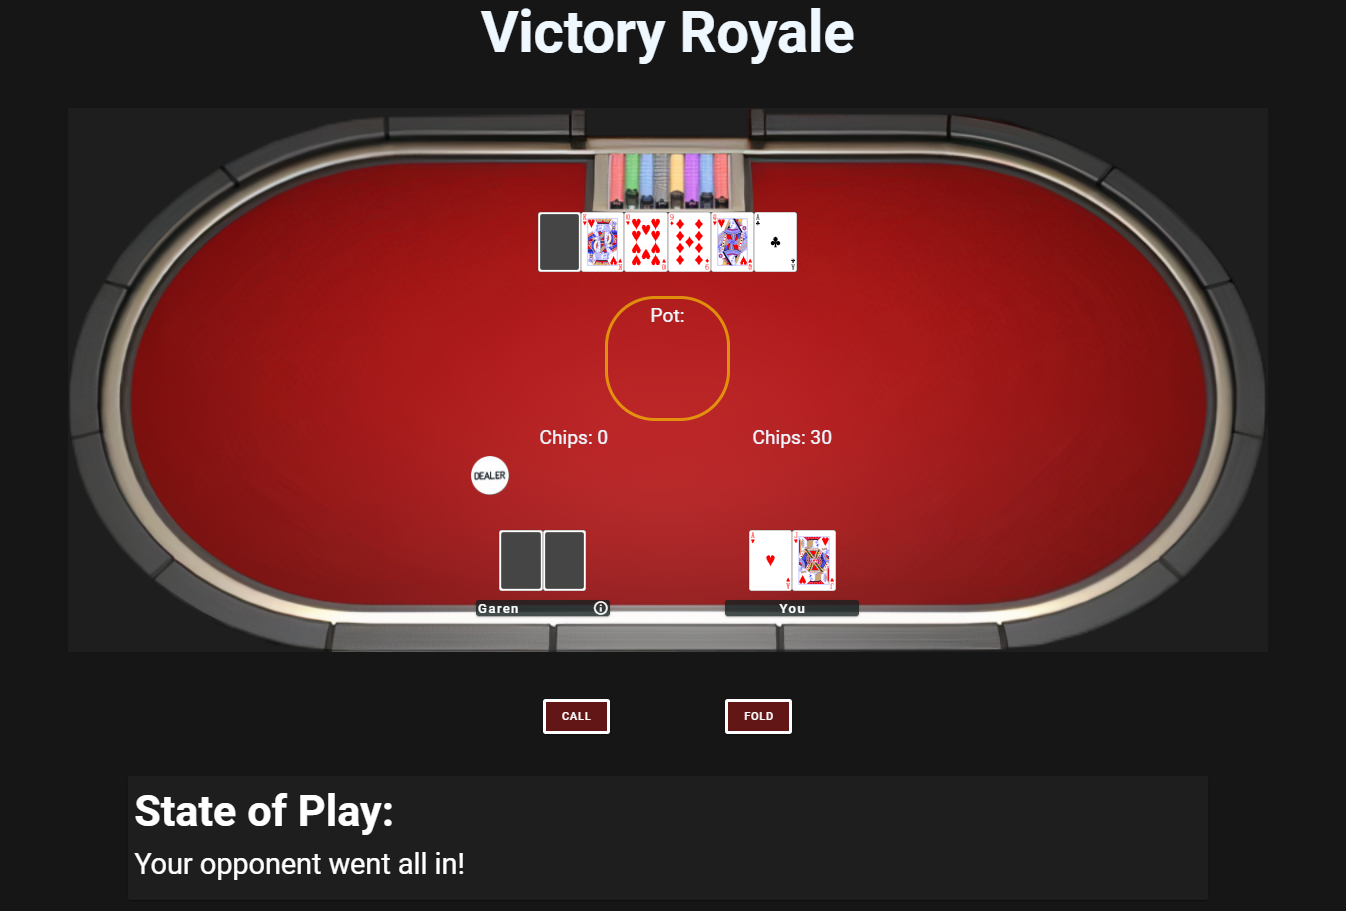 Victory Royale
Pot:
Chips: 0
Chips: 30
DEALER
Garen
You
CALL
FOLD
State of Play:
Your opponent went all in!